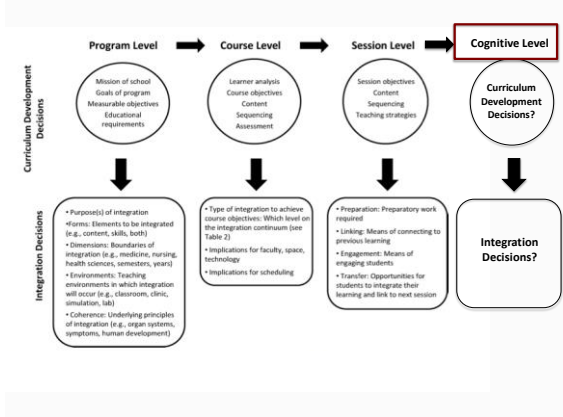 Program Level
Course Level
Session Level
Cognitive Level
Curriculum Development
Decisions
Mission of school
Goals of program
Measurable objectives
Educational
requirements
Learner analysis
Course objectives
Content
Sequencing
Assessment
Session objectives
Content
Sequencing
Teaching strategies
Curriculum
Development
Decisions?
Integration Decisions
• Purpose(s) of integration
•Forms: Elements to be integrated
(e.g., content, skills, both)
• Dimensions: Boundaries of
integration (e.g., medicine, nursing,
health sciences, semesters, years)
• Environments: Teaching
environments in which integration
will occur (e.g., classroom, clinic,
simulation, lab)
• Coherence: Underlying principles
of integration (e.g., organ systems,
symptoms, human development)
• Type of integration to achieve
course objectives: Which level on
the integration continuum (see
Table 2)
• Implications for faculty, space,
technology
• Implications for scheduling
• Preparation: Preparatory work
required
• Linking: Means of connecting to
previous learning
• Engagement: Means of
engaging students
• Transfer: Opportunities for
students to integrate their
learning and link to next session
Integration
Decisions?